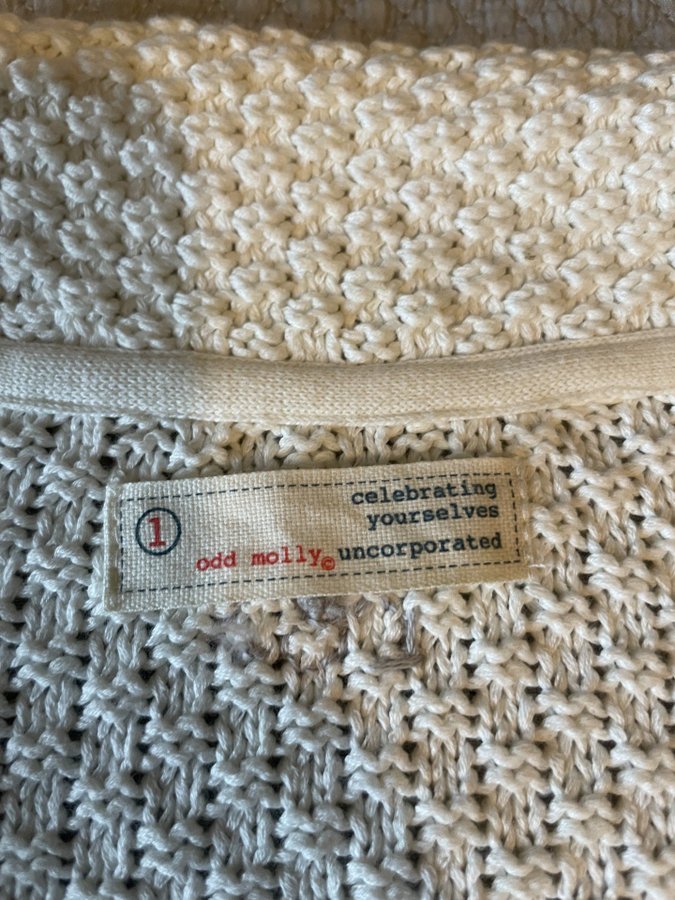 1
celebrating
yourselves
odd molly© uncorporated